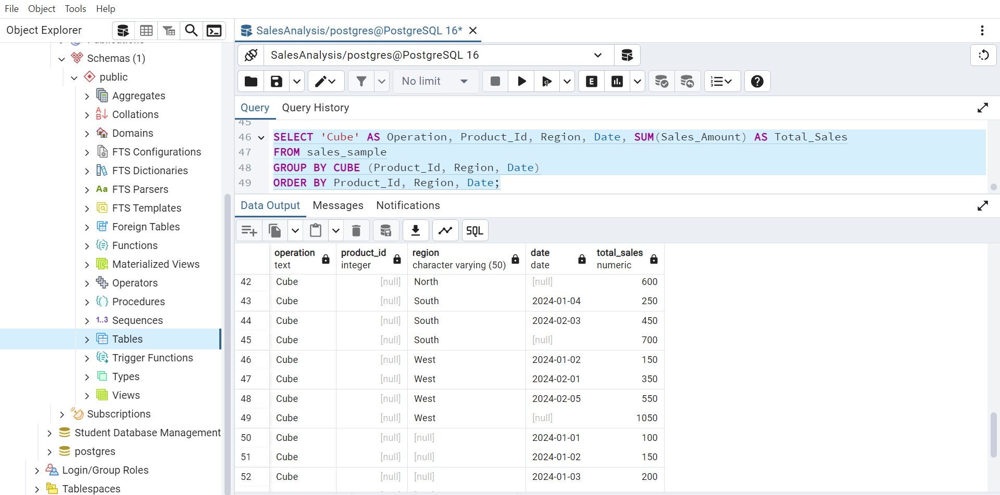 File Object Tools Help
Object Explorer
SalesAnalysis/postgres@PostgreSQL 16*
Schemas (1)
public
Aggregates
Collations
Domains
FTS Configurations
FTS Dictionaries
Aa FTS Parsers
FTS Templates
Foreign Tables
Functions
Materialized Views
Operators
Procedures
1..3 Sequences
Tables
Trigger Functions
Types
Views
Subscriptions
Student Database Management
postgres
Login/Group Roles
Tablespaces
SalesAnalysis/postgres@PostgreSQL 16
No limit
E
Query Query History
45
46 SELECT 'Cube' AS Operation, Product_Id, Region, Date, SUM(Sales_Amount) AS Total_Sales
47 FROM sales_sample
48 GROUP BY CUBE (Product_Id, Region, Date)
49 ORDER BY Product_Id, Region, Date;
Data Output Messages Notifications
SQL
operation product_id region date total_sales
text integer character varying (50) date numeric
42 Cube [null] North [null] 600
43 Cube [null] South 2024-01-04 250
44 Cube [null] South 2024-02-03 450
45 Cube [null] South [null] 700
46 Cube [null] West 2024-01-02 150
47 Cube [null] West 2024-02-01 350
48 Cube [null] West 2024-02-05 550
49 Cube [null] West [null] 1050
50 Cube [null] [null] 2024-01-01 100
51 Cube [null] [null] 2024-01-02 150
52 Cube [null] [null] 2024-01-03 200